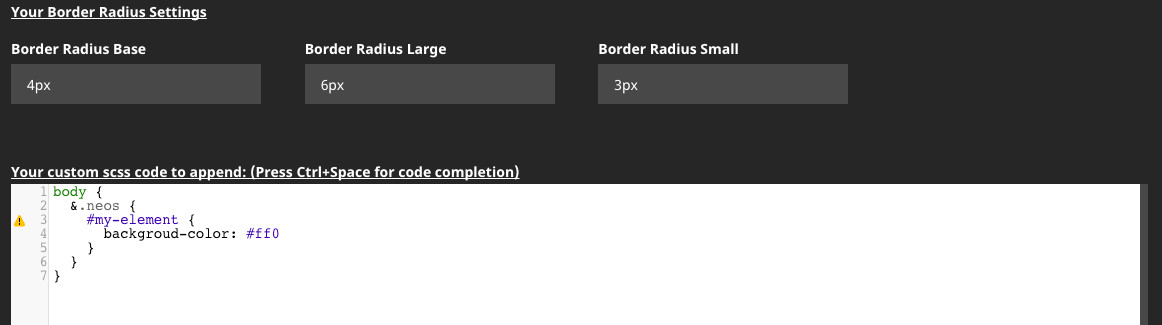 Your Border Radius Settings
Border Radius Base Border Radius Large Border Radius Small
4px 6px 3px
Your custom scss code to append: (Press Ctrl+Space for code completion)
1 body {
2 &.neos {
3 #my-element {
4 backgroud-color: #ff0
5 }
6 }
7 }